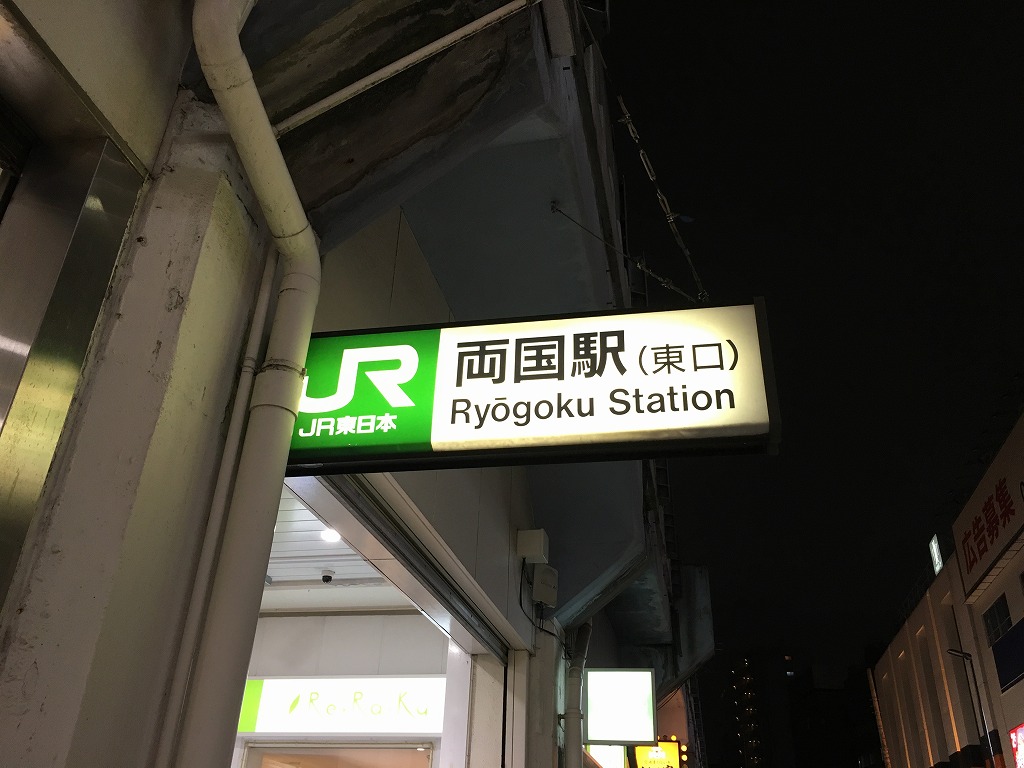 JR
JR東日本
両国駅(東口)
Ryōgoku Station
Re.Ra.Ku
広告募集